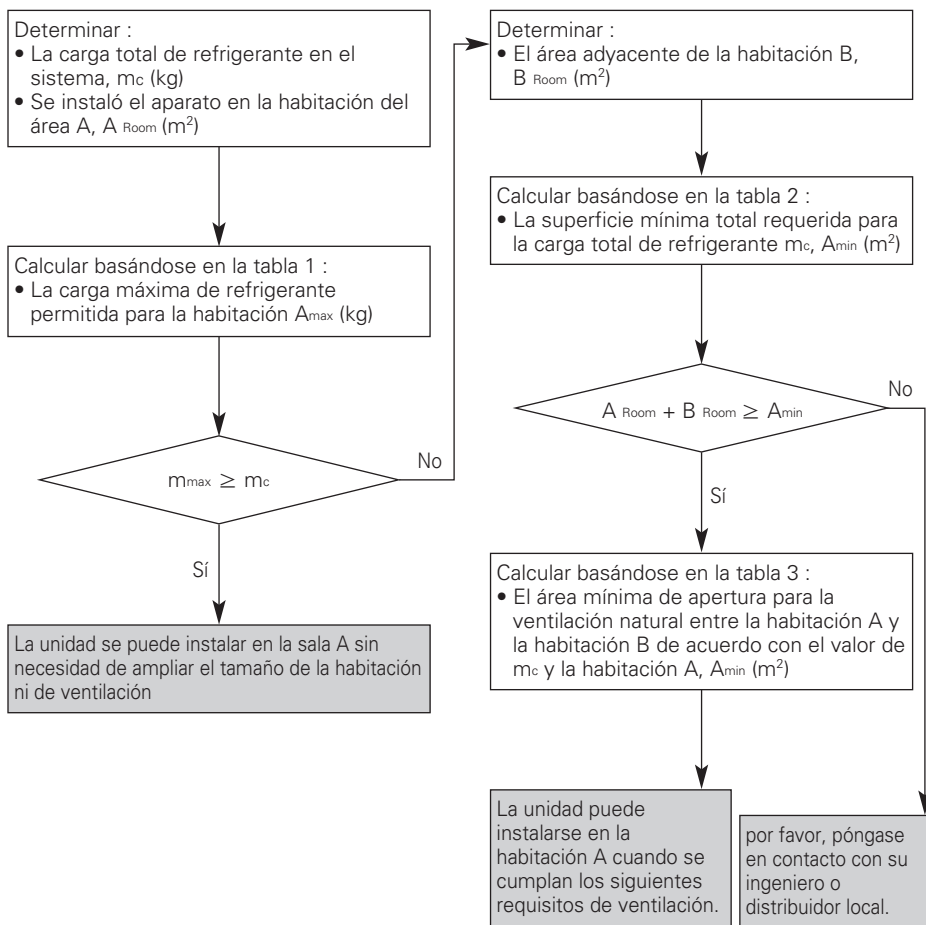 Determinar :
• La carga total de refrigerante en el
sistema, mc (kg)
• Se instaló el aparato en la habitación del
área A, A Room (m²)
Calcular basándose en la tabla 1 :
• La carga máxima de refrigerante
permitida para la habitación Amax (kg)
mmax ≥ mc
No
Sí
La unidad se puede instalar en la sala A sin
necesidad de ampliar el tamaño de la habitación
ni de ventilación
Determinar :
• El área adyacente de la habitación B,
B Room (m²)
Calcular basándose en la tabla 2 :
• La superficie mínima total requerida para
la carga total de refrigerante mc, Amin (m²)
A Room + B Room ≥ Amin
No
Sí
Calcular basándose en la tabla 3 :
• El área mínima de apertura para la
ventilación natural entre la habitación A y
la habitación B de acuerdo con el valor de
mc y la habitación A, Amin (m²)
La unidad puede
instalarse en la
habitación A cuando se
cumplan los siguientes
requisitos de ventilación.
por favor, póngase
en contacto con su
ingeniero o
distribuidor local.